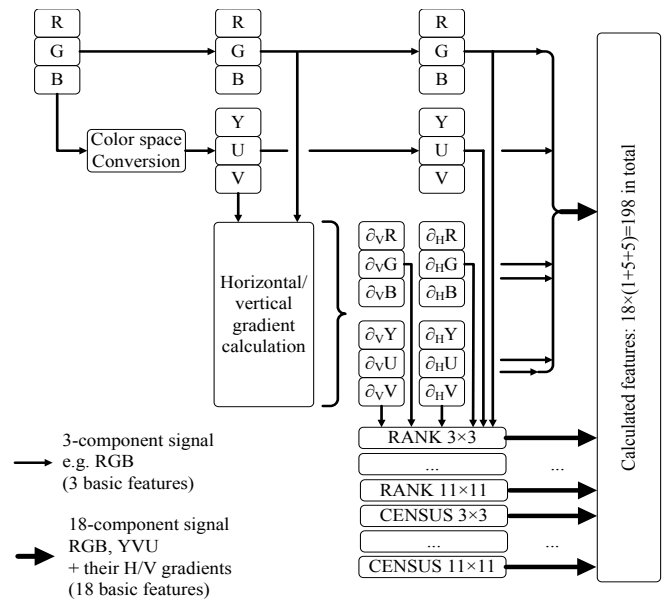 R
G
B
R
G
B
R
G
B
Color space
Conversion
Y
U
V
Y
U
V
Horizontal/
vertical
gradient
calculation
∂VR
∂VG
∂VB
∂HR
∂HG
∂HB
∂VY
∂VU
∂VV
∂HY
∂HU
∂HV
RANK 3×3
...
...
RANK 11×11
CENSUS 3×3
...
...
CENSUS 11×11
Calculated features: 18×(1+5+5)=198 in total
3-component signal
e.g. RGB
(3 basic features)
18-component signal
RGB, YVU
+ their H/V gradients
(18 basic features)